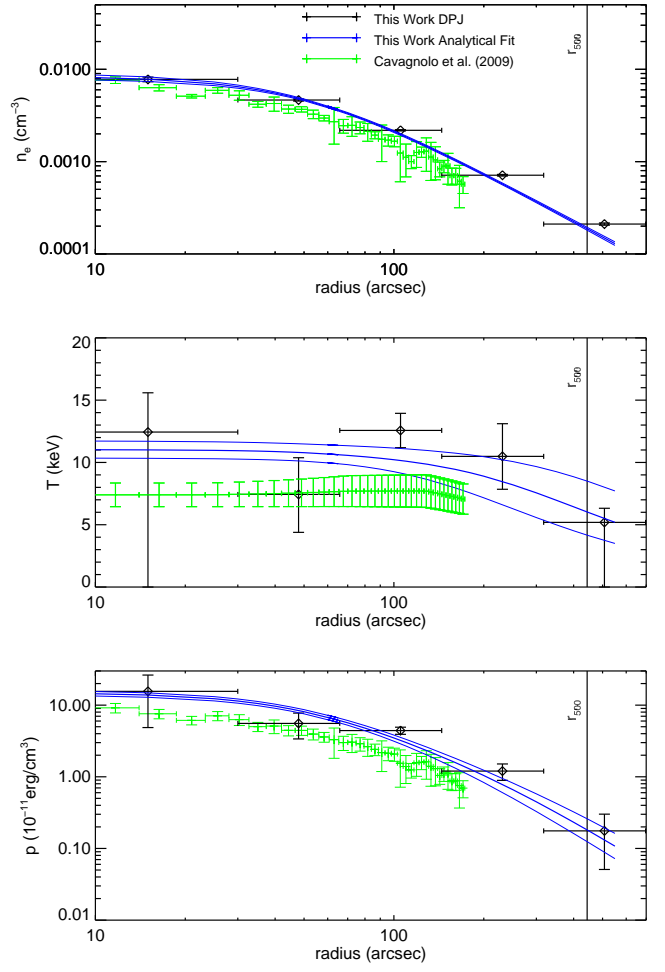 This Work DPJ
This Work Analytical Fit
Cavagnolo et al. (2009)
r500
0.0100
0.0010
0.0001
n_e (cm^-3)
10 100
radius (arcsec)
20
15
10
5
0
T (keV)
r500
10 100
radius (arcsec)
10.00
1.00
0.10
0.01
p (10^-11 erg/cm^3)
r500
10 100
radius (arcsec)